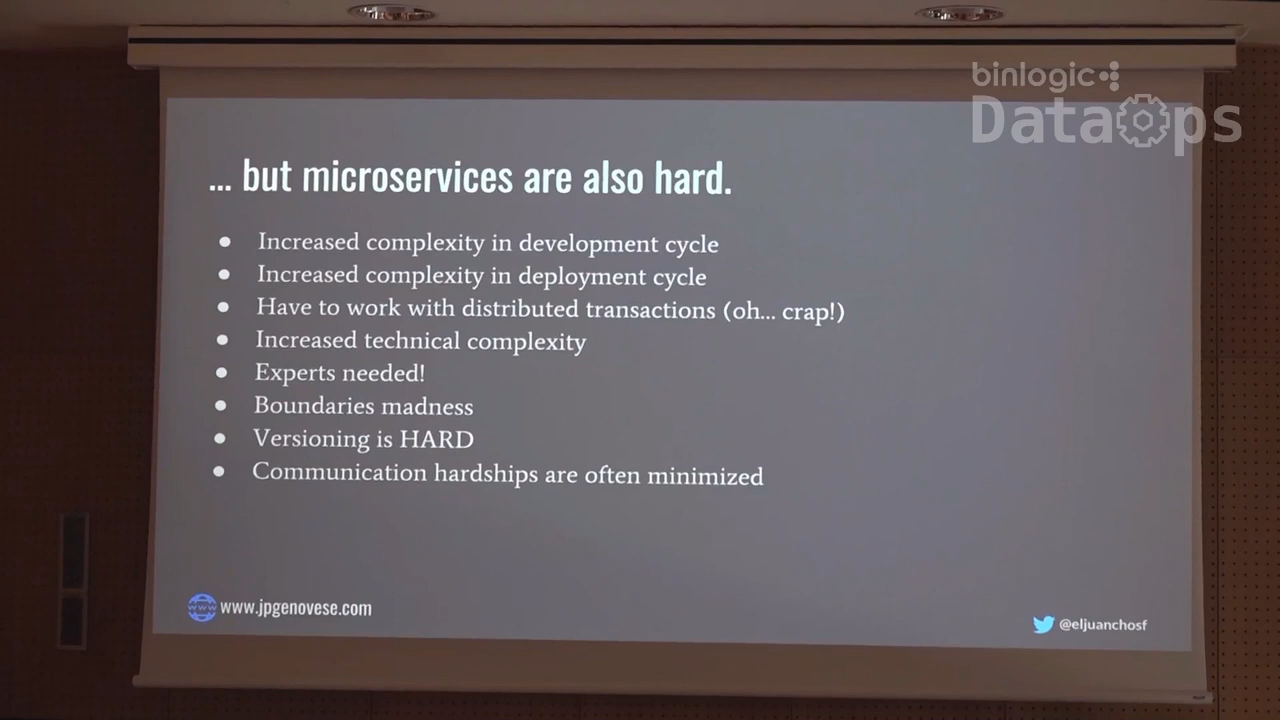 binlogic
DataOps
... but microservices are also hard.
Increased complexity in development cycle
Increased complexity in deployment cycle
Have to work with distributed transactions (oh... crap!)
Increased technical complexity
Experts needed!
Boundaries madness
Versioning is HARD
Communication hardships are often minimized
www www.jpgenovese.com
@eljuanchosf